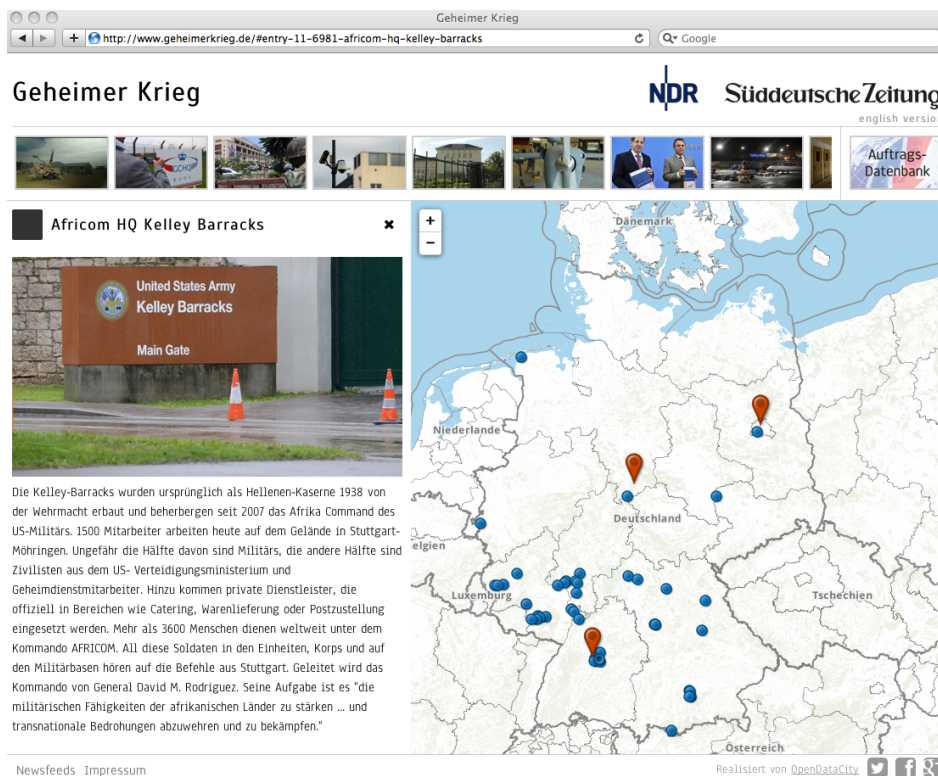 Geheimer Krieg
http://www.geheimerkrieg.de/#entry-11-6981-africom-hq-kelley-barracks
Google
Geheimer Krieg
NDR
Süddeutsche Zeitung
english versio
GCHQ
Auftrags-
Datenbank
Africom HQ Kelley Barracks
United States Army
Kelley Barracks
Main Gate
Die Kelley-Barracks wurden ursprünglich als Hellenen-Kaserne 1938 von
der Wehrmacht erbaut und beherbergen seit 2007 das Afrika Command des
US-Militärs. 1500 Mitarbeiter arbeiten heute auf dem Gelände in Stuttgart-
Möhringen. Ungefähr die Hälfte davon sind Militärs, die andere Hälfte sind
Zivilisten aus dem US- Verteidigungsministerium und
Geheimdienstmitarbeiter. Hinzu kommen private Dienstleister, die
offiziell in Bereichen wie Catering, Warenlieferung oder Postzustellung
eingesetzt werden. Mehr als 3600 Menschen dienen weltweit unter dem
Kommando AFRICOM. All diese Soldaten in den Einheiten, Korps und auf
den Militärbasen hören auf die Befehle aus Stuttgart. Geleitet wird das
Kommando von General David M. Rodriguez. Seine Aufgabe ist es "die
militärischen Fähigkeiten der afrikanischen Länder zu stärken ... und
transnationale Bedrohungen abzuwehren und zu bekämpfen."
+
−
Dänemark
Niederlande
Deutschland
elgien
Luxemburg
Tschechien
Österreich
Newsfeeds Impressum
Realisiert von OpenDataCity